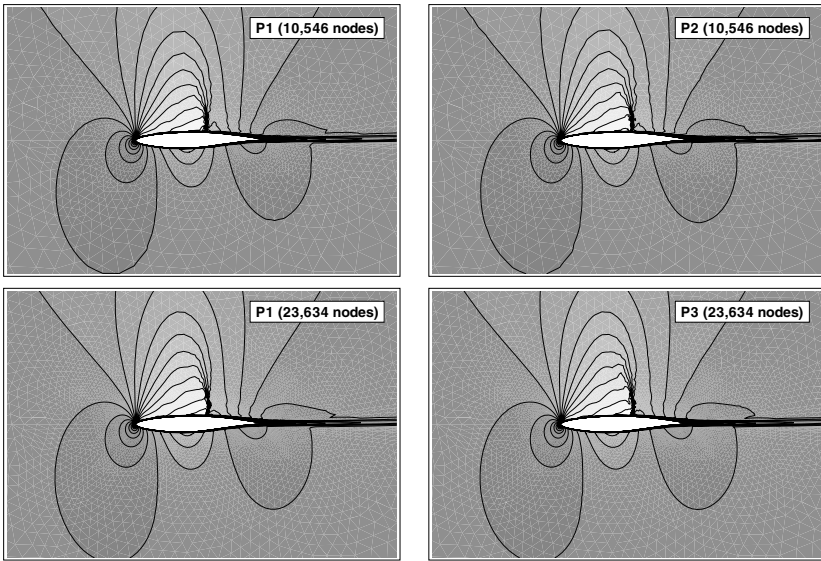 P1 (10,546 nodes)
P2 (10,546 nodes)
P1 (23,634 nodes)
P3 (23,634 nodes)